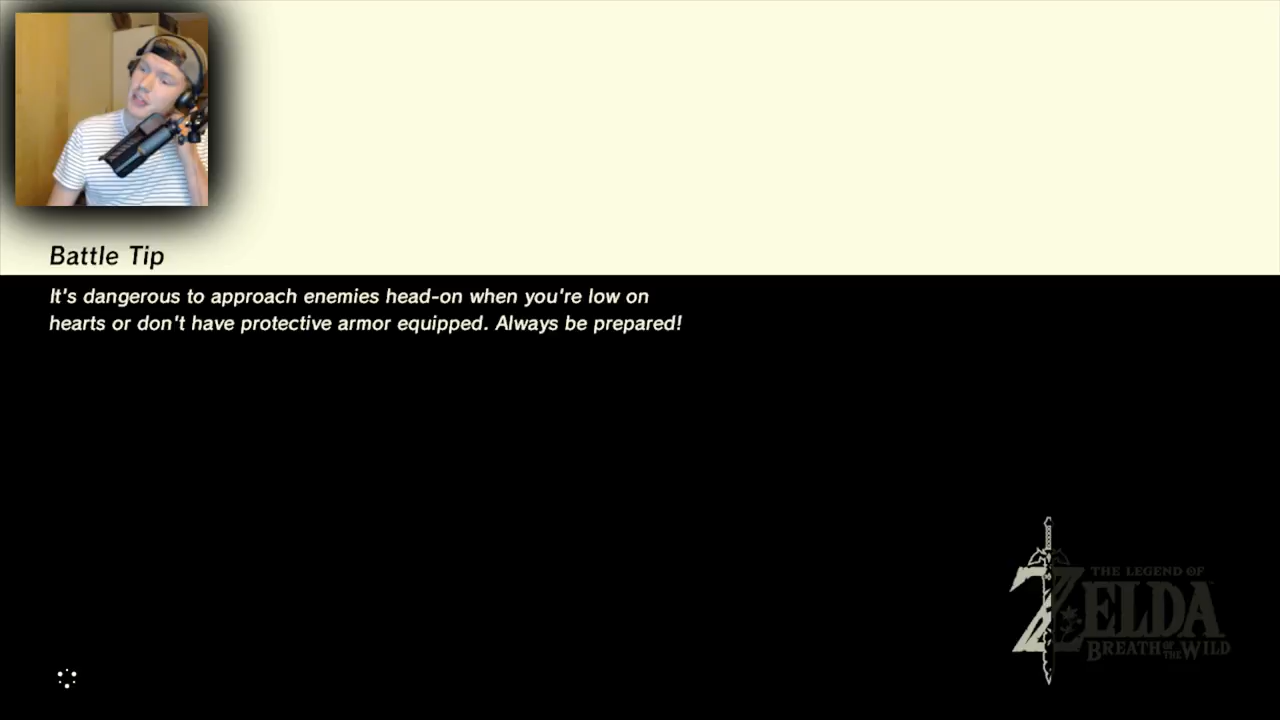 Battle Tip
It's dangerous to approach enemies head-on when you're low on
hearts or don't have protective armor equipped. Always be prepared!
THE LEGEND OF
ZELDA
BREATH OF THE WILD